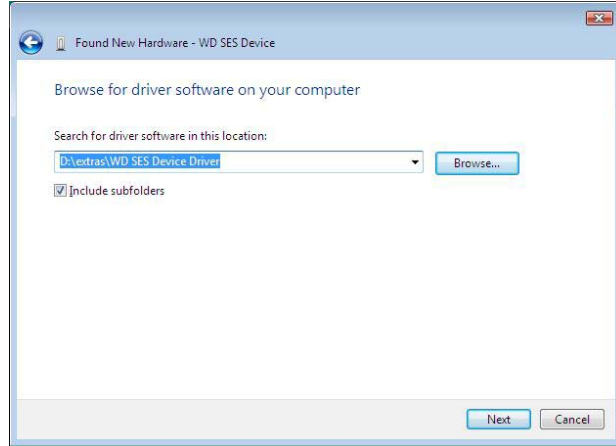 Found New Hardware - WD SES Device
Browse for driver software on your computer
Search for driver software in this location:
D:\extras\WD SES Device Driver
Browse...
Include subfolders
Next
Cancel